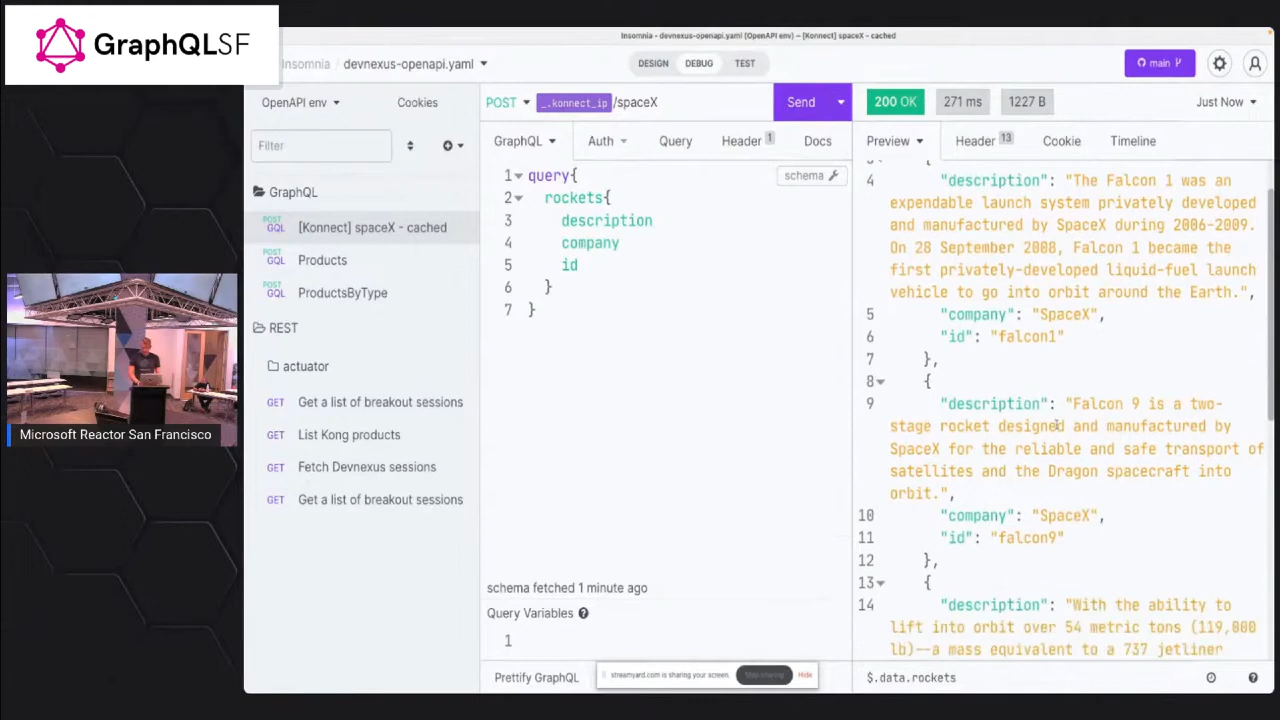 GraphQLSF
Insomnia - devnexus-openapi.yaml (OpenAPI env) – [Konnect] spaceX - cached
Insomnia / devnexus-openapi.yaml
DESIGN
DEBUG
TEST
main
OpenAPI env
Cookies
POST
_.konnect_ip /spaceX
Send
200 OK
271 ms
1227 B
Just Now
Filter
GraphQL
Auth
Query
Header 1
Docs
Preview
Header 13
Cookie
Timeline
GraphQL
POST GQL [Konnect] spaceX - cached
POST GQL Products
POST GQL ProductsByType
REST
actuator
GET Get a list of breakout sessions
GET List Kong products
GET Fetch Devnexus sessions
GET Get a list of breakout sessions
schema
1 query{
2 rockets{
3 description
4 company
5 id
6 }
7 }
schema fetched 1 minute ago
Query Variables
1
Prettify GraphQL
streamyard.com is sharing your screen.
Stop sharing
Hide
{
4 "description": "The Falcon 1 was an
expendable launch system privately developed
and manufactured by SpaceX during 2006-2009.
On 28 September 2008, Falcon 1 became the
first privately-developed liquid-fuel launch
vehicle to go into orbit around the Earth.",
5 "company": "SpaceX",
6 "id": "falcon1"
7 },
8 {
9 "description": "Falcon 9 is a two-
stage rocket designed and manufactured by
SpaceX for the reliable and safe transport of
satellites and the Dragon spacecraft into
orbit.",
10 "company": "SpaceX",
11 "id": "falcon9"
12 },
13 {
14 "description": "With the ability to
lift into orbit over 54 metric tons (119,000
lb)--a mass equivalent to a 737 jetliner
$.data.rockets
Microsoft Reactor San Francisco